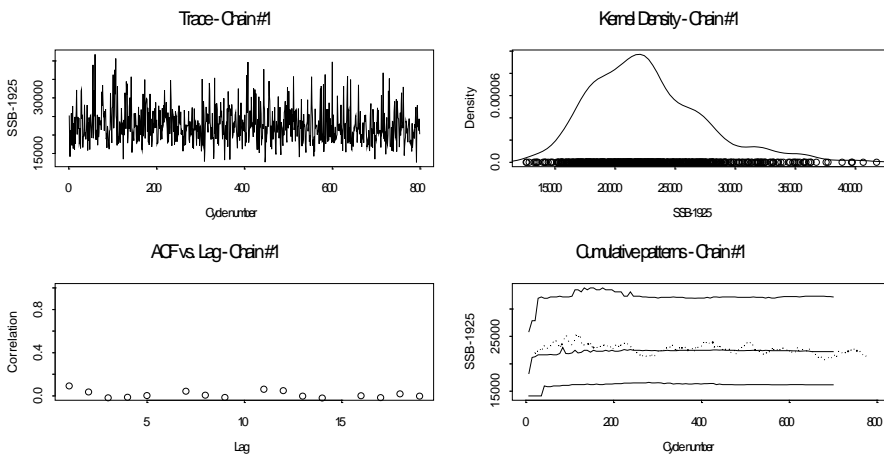 Trace - Chain #1
SSB-1925
30000
15000
0 200 400 600 800
Cycle number
Kernel Density - Chain #1
Density
0.00006
0.0
15000 20000 25000 30000 35000 40000
SSB-1925
ACF vs. Lag - Chain #1
Correlation
0.8
0.4
0.0
5 10 15
Lag
Cumulative patterns - Chain #1
SSB-1925
25000
15000
0 200 400 600 800
Cycle number